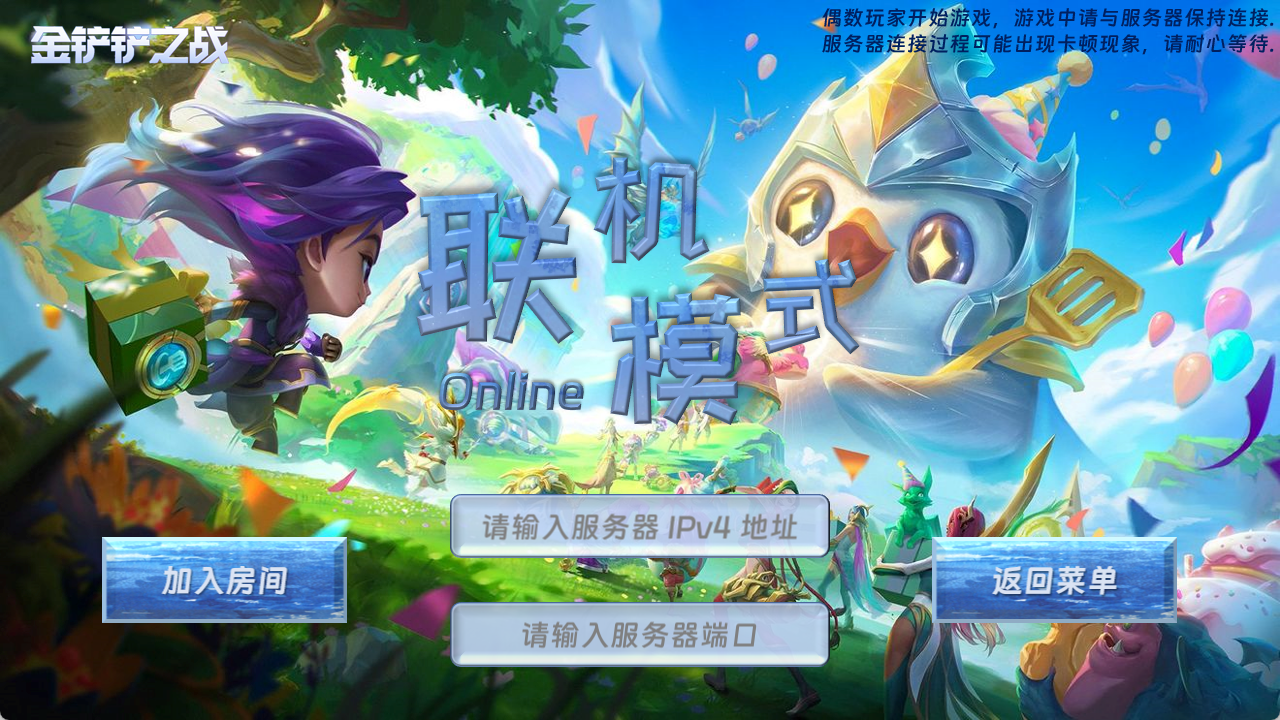 金铲铲之战
偶数玩家开始游戏，游戏中请与服务器保持连接.
服务器连接过程可能出现卡顿现象，请耐心等待.
联机模式
Online
请输入服务器 IPv4 地址
加入房间
返回菜单
请输入服务器端口